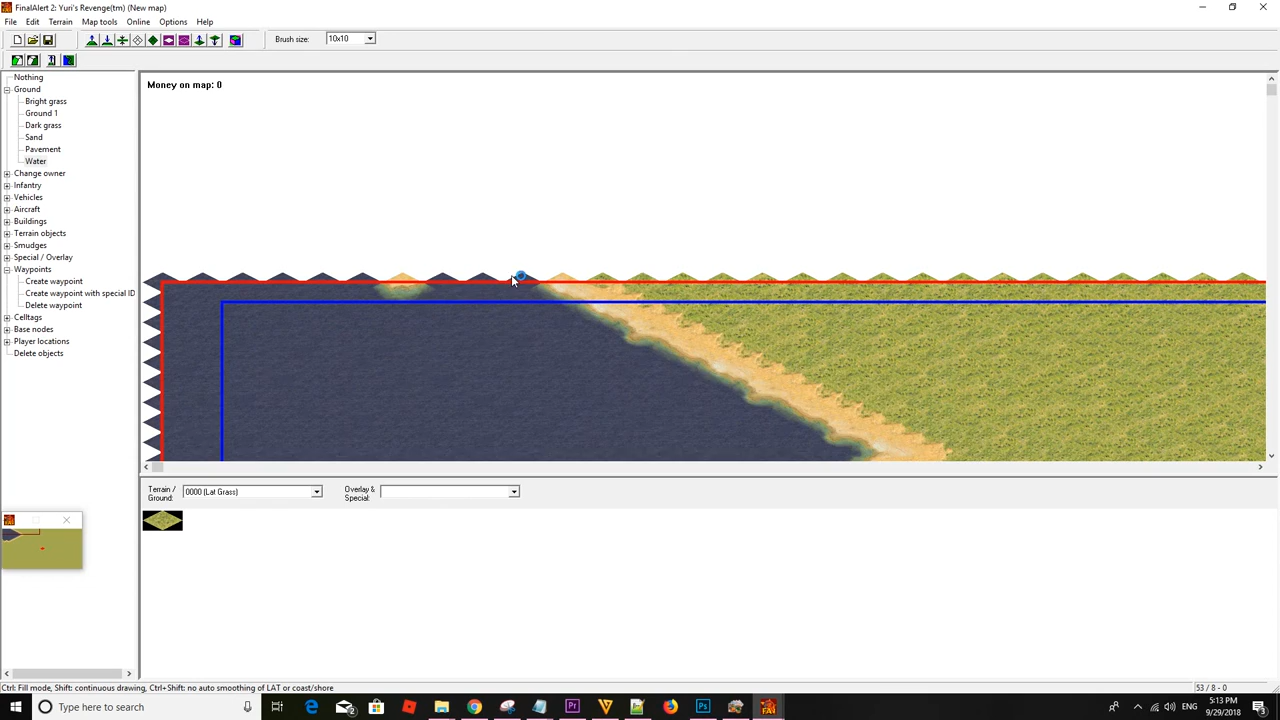 FinalAlert 2: Yuri's Revenge(tm) (New map)
File Edit Terrain Map tools Online Options Help
Brush size: 10x10
Nothing
Ground
Bright grass
Ground 1
Dark grass
Sand
Pavement
Water
Change owner
Infantry
Vehicles
Aircraft
Buildings
Terrain objects
Smudges
Special / Overlay
Waypoints
Create waypoint
Create waypoint with special ID
Delete waypoint
Celltags
Base nodes
Player locations
Delete objects
Money on map: 0
Terrain / Ground: 0000 (Lat Grass)
Overlay & Special:
Ctrl: Fill mode, Shift: continuous drawing, Ctrl+Shift: no auto smoothing of LAT or coast/shore
53 / 8 - 0
Type here to search
5:13 PM
9/29/2018